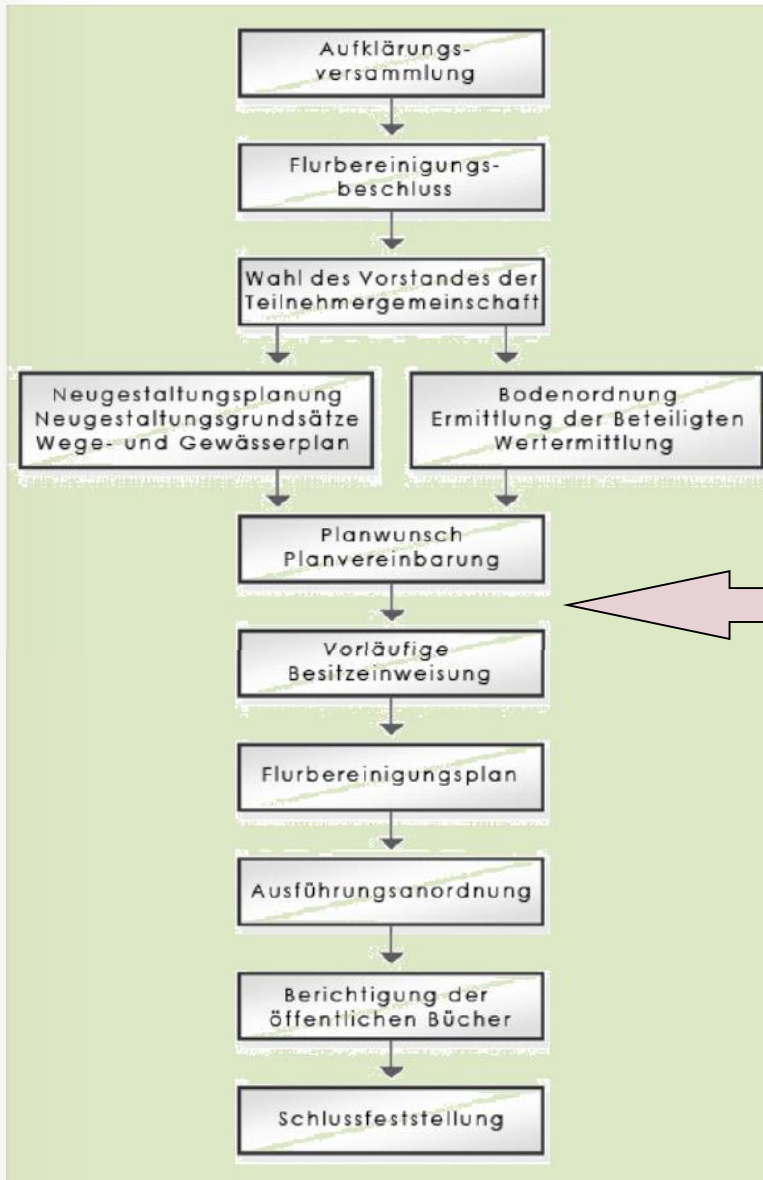 Aufklärungs-
versammlung
Flurbereinigungs-
beschluss
Wahl des Vorstandes der
Teilnehmergemeinschaft
Neugestaltungsplanung
Neugestaltungsgrundsätze
Wege- und Gewässerplan
Bodenordnung
Ermittlung der Beteiligten
Wertermittlung
Planwunsch
Planvereinbarung
Vorläufige
Besitzeinweisung
Flurbereinigungsplan
Ausführungsanordnung
Berichtigung der
öffentlichen Bücher
Schlussfeststellung